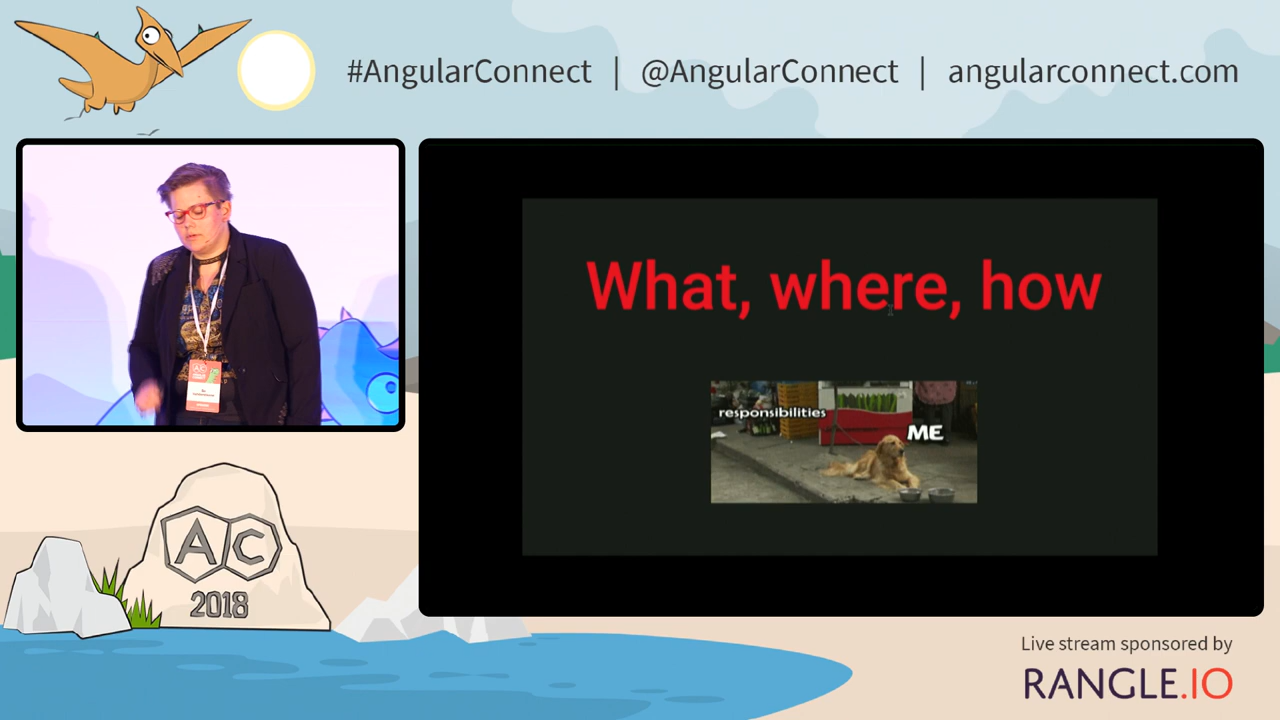 #AngularConnect | @AngularConnect | angularconnect.com
What, where, how
responsibilities
ME
AC
2018
Live stream sponsored by
RANGLE.IO